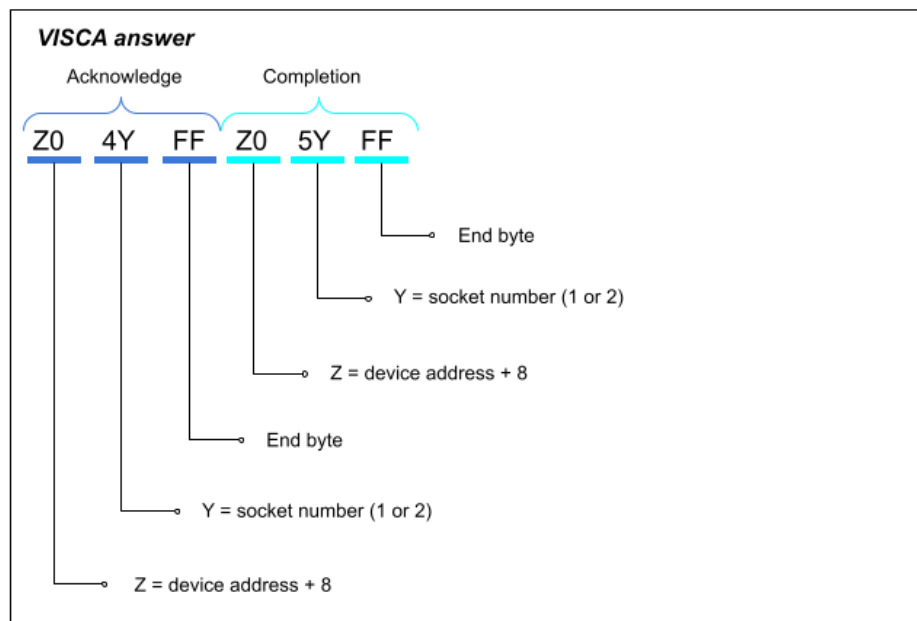 VISCA answer
Acknowledge Completion
Z0 4Y FF Z0 5Y FF
End byte
Y = socket number (1 or 2)
Z = device address + 8
End byte
Y = socket number (1 or 2)
Z = device address + 8